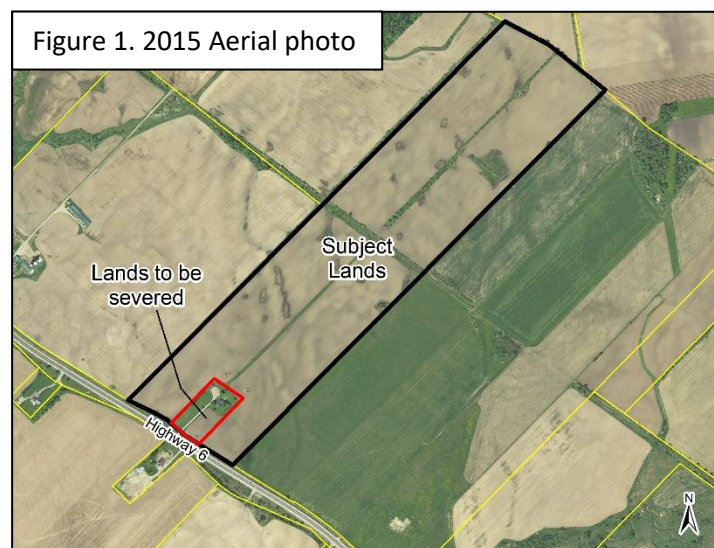 Figure 1. 2015 Aerial photo
Subject
Lands
Lands to be
severed
Highway 6
N